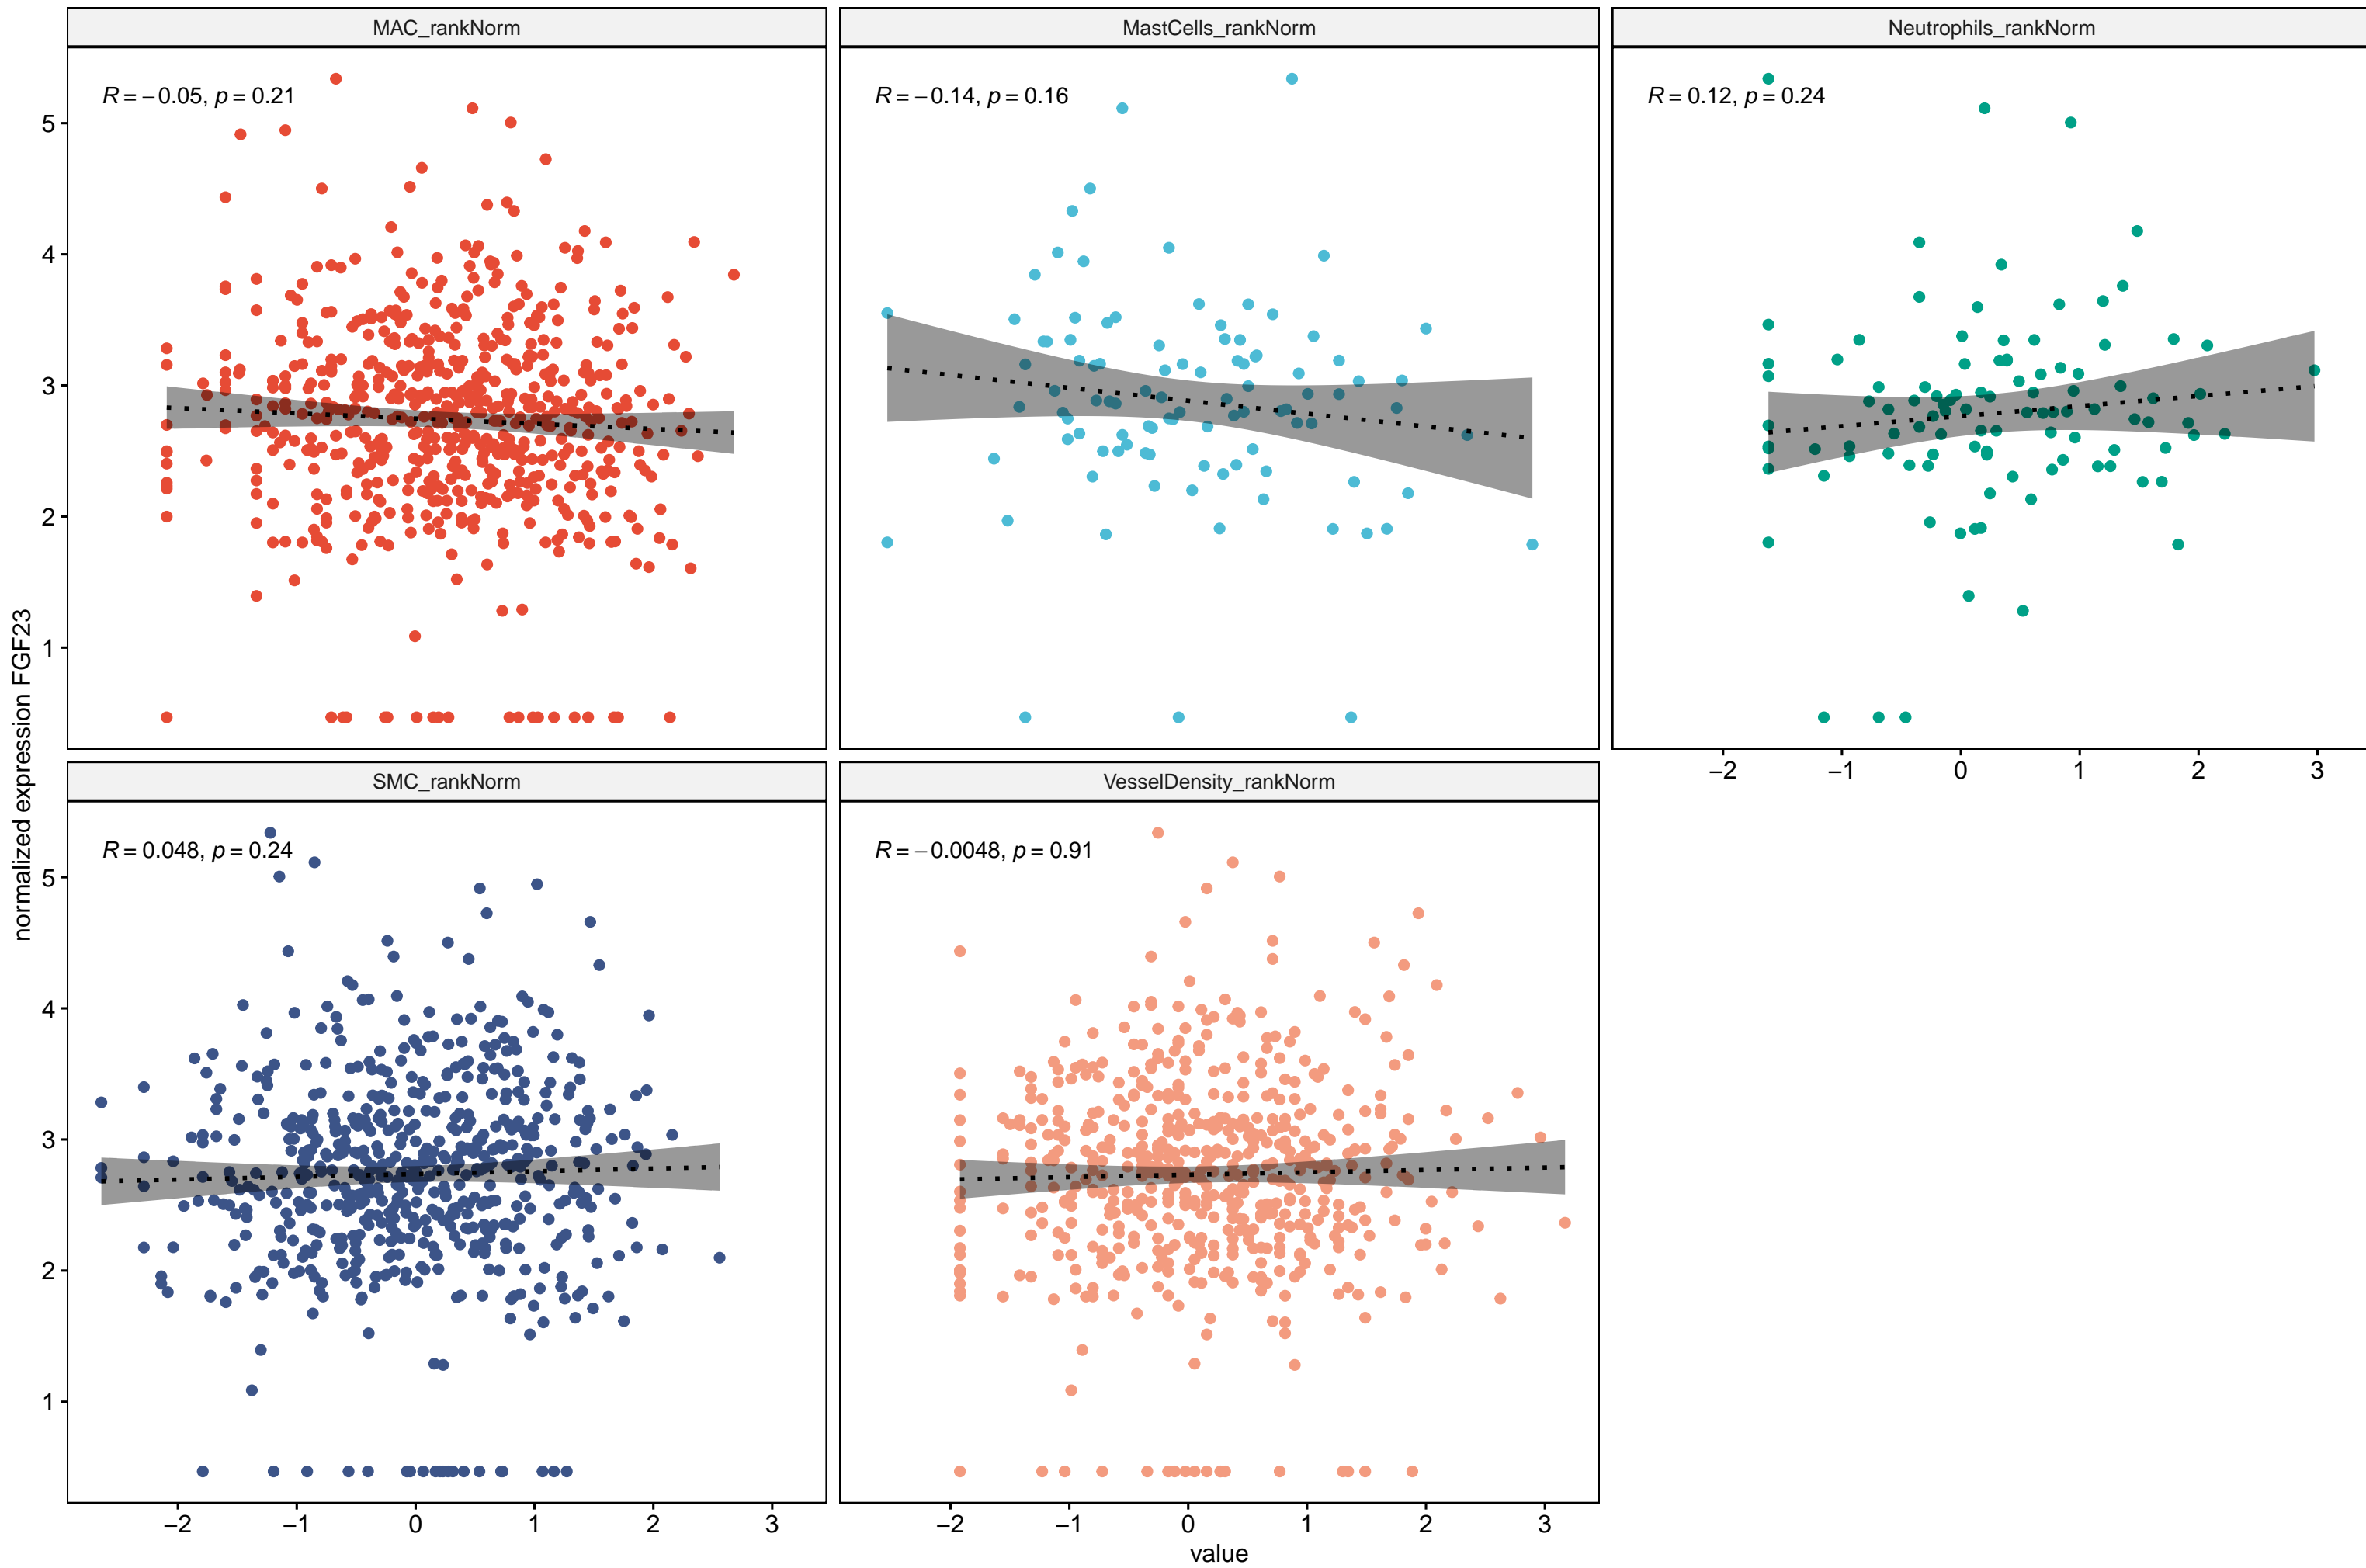 MAC_rankNorm
MastCells_rankNorm
Neutrophils_rankNorm
R = −0.05, p = 0.21
R = −0.14, p = 0.16
R = 0.12, p = 0.24
5
4
3
2
1
−2 −1 0 1 2 3
SMC_rankNorm
VesselDensity_rankNorm
R = 0.048, p = 0.24
R = −0.0048, p = 0.91
5
4
3
2
1
−2 −1 0 1 2 3
−2 −1 0 1 2 3
value
normalized expression FGF23